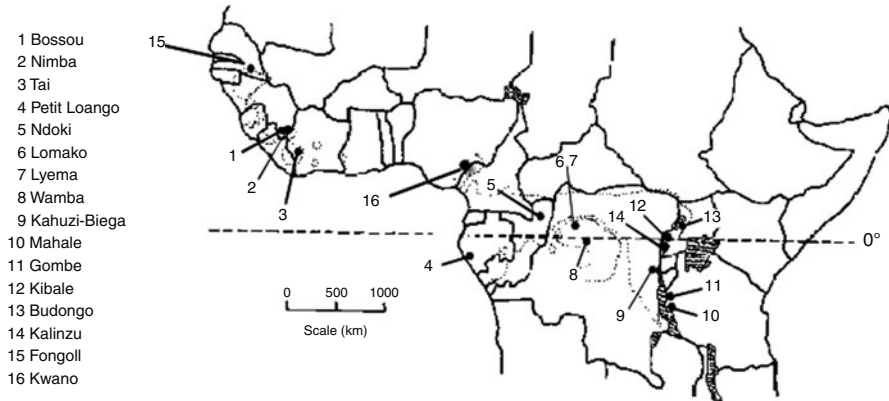 1 Bossou
2 Nimba
3 Tai
4 Petit Loango
5 Ndoki
6 Lomako
7 Lyema
8 Wamba
9 Kahuzi-Biega
10 Mahale
11 Gombe
12 Kibale
13 Budongo
14 Kalinzu
15 Fongoll
16 Kwano
15
1
2
3
16
5
6,7
12
14
13
0°
4
8
9
11
10
0 500 1000
Scale (km)